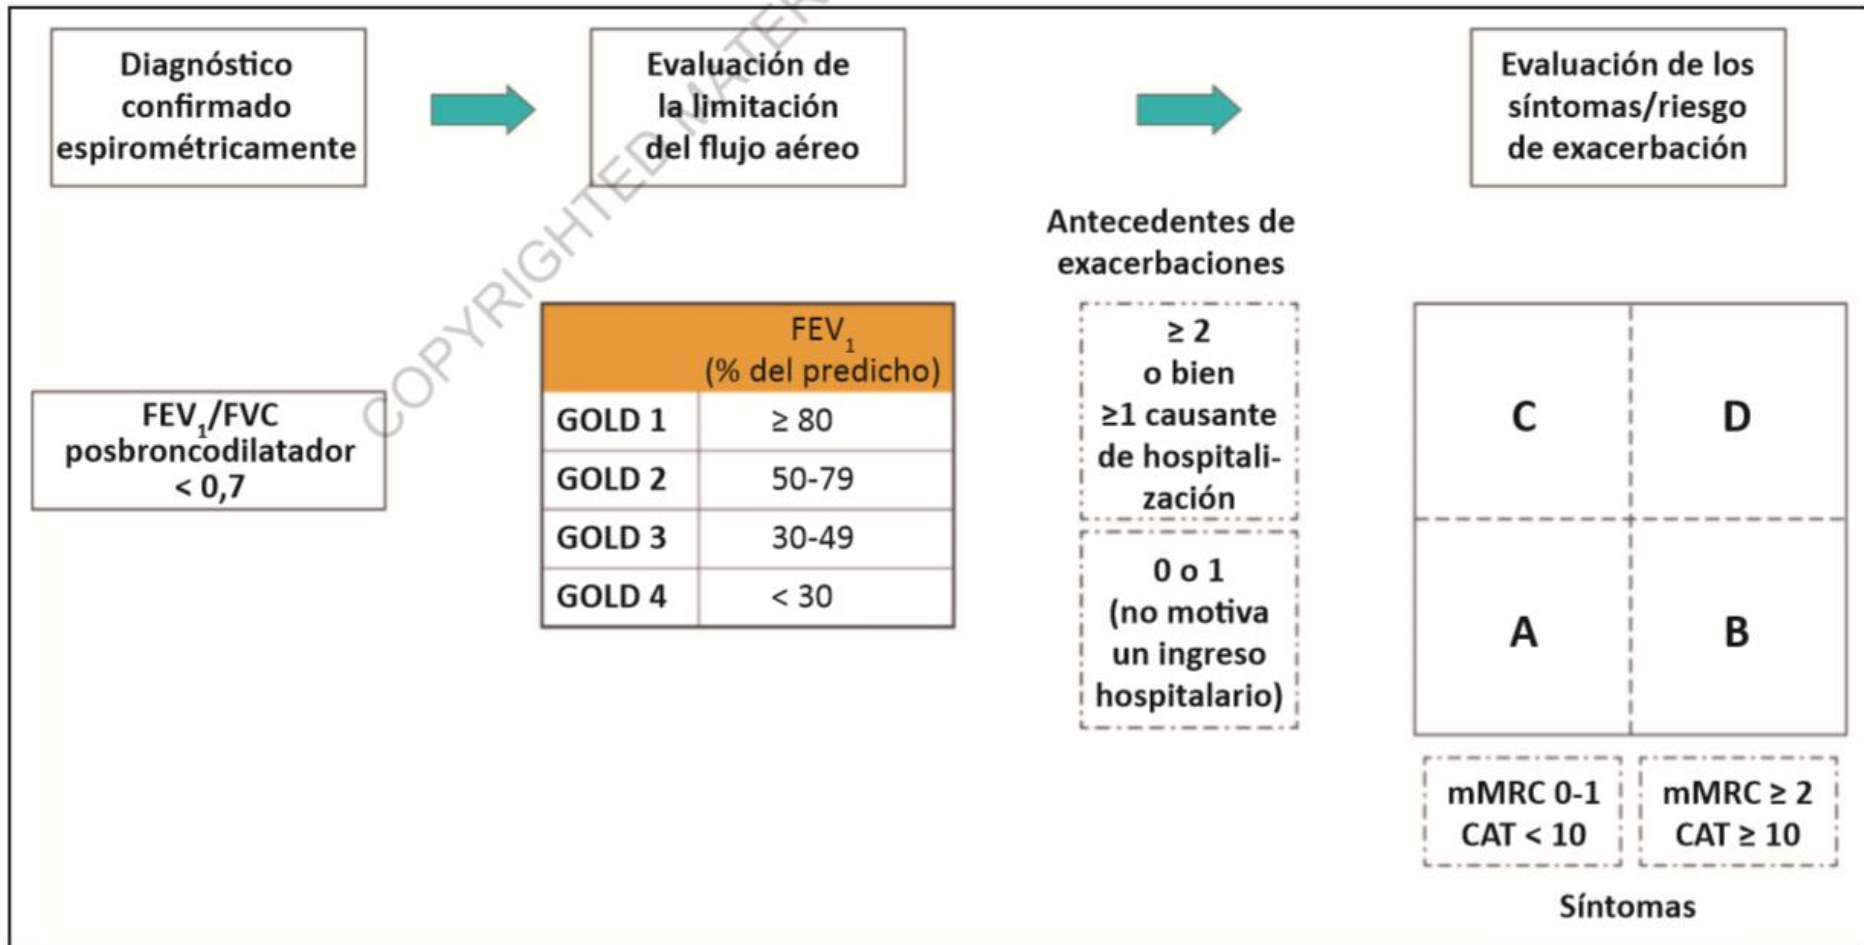 Diagnóstico
confirmado
espirométricamente
Evaluación de
la limitación
del flujo aéreo
Evaluación de los
síntomas/riesgo
de exacerbación
COPYRIGHTED MATER
FEV₁/FVC
posbroncodilatador
< 0,7
FEV₁
(% del predicho)
GOLD 1 ≥ 80
GOLD 2 50-79
GOLD 3 30-49
GOLD 4 < 30
Antecedentes de
exacerbaciones
≥ 2
o bien
≥1 causante
de hospitali-
zación
0 o 1
(no motiva
un ingreso
hospitalario)
C D
A B
mMRC 0-1
CAT < 10
mMRC ≥ 2
CAT ≥ 10
Síntomas